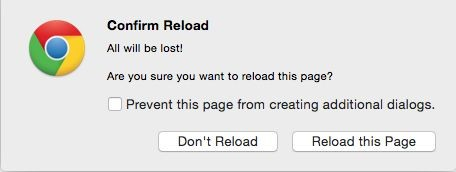 Confirm Reload
All will be lost!
Are you sure you want to reload this page?
Prevent this page from creating additional dialogs.
Don't Reload
Reload this Page